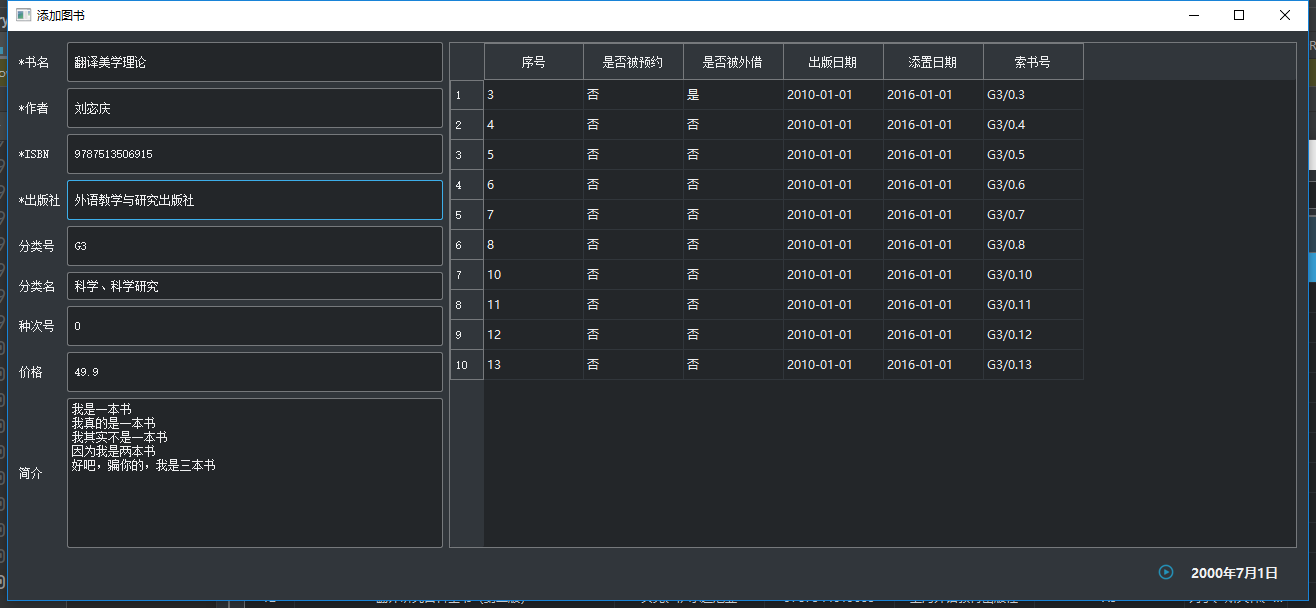 添加图书
*书名 翻译美学理论
*作者 刘宓庆
*ISBN 9787513506915
*出版社 外语教学与研究出版社
分类号 G3
分类名 科学、科学研究
种次号 0
价格 49.9
简介
我是一本书
我真的是一本书
我其实不是一本书
因为我是两本书
好吧，骗你的，我是三本书
序号 是否被预约 是否被外借 出版日期 添置日期 索书号
1 3 否 是 2010-01-01 2016-01-01 G3/0.3
2 4 否 否 2010-01-01 2016-01-01 G3/0.4
3 5 否 否 2010-01-01 2016-01-01 G3/0.5
4 6 否 否 2010-01-01 2016-01-01 G3/0.6
5 7 否 否 2010-01-01 2016-01-01 G3/0.7
6 8 否 否 2010-01-01 2016-01-01 G3/0.8
7 10 否 否 2010-01-01 2016-01-01 G3/0.10
8 11 否 否 2010-01-01 2016-01-01 G3/0.11
9 12 否 否 2010-01-01 2016-01-01 G3/0.12
10 13 否 否 2010-01-01 2016-01-01 G3/0.13
2000年7月1日